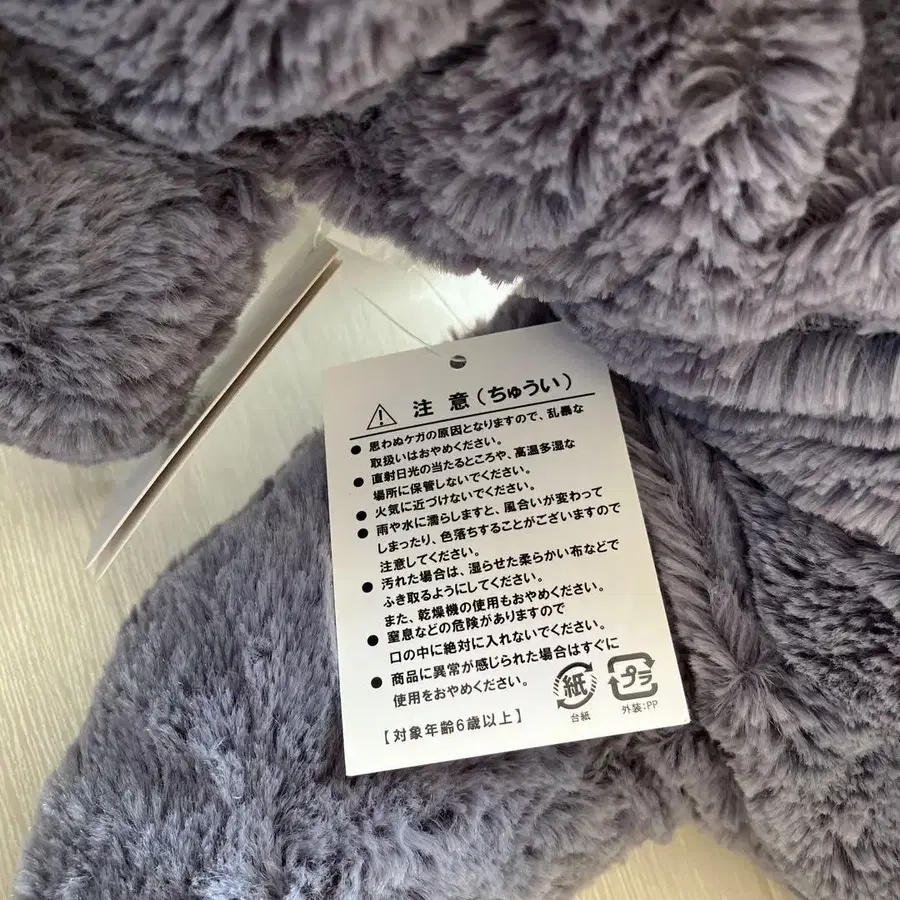 注意(ちゅうい)
●思わぬケガの原因となりますので、乱暴な
取扱いはおやめください。
●直射日光の当たるところや、高温多湿な
場所に保管しないでください。
●火気に近づけないでください。
●雨や水に濡らしますと、風合いが変わって
しまったり、色落ちすることがございますので
注意してください。
●汚れた場合は、湿らせた柔らかい布などで
ふき取るようにしてください。
また、乾燥機の使用もおやめください。
●窒息などの危険がありますので
口の中に絶対に入れないでください。
●商品に異常が感じられた場合はすぐに
使用をおやめください。
【対象年齢6歳以上】
紙
台紙
プラ
外装:PP